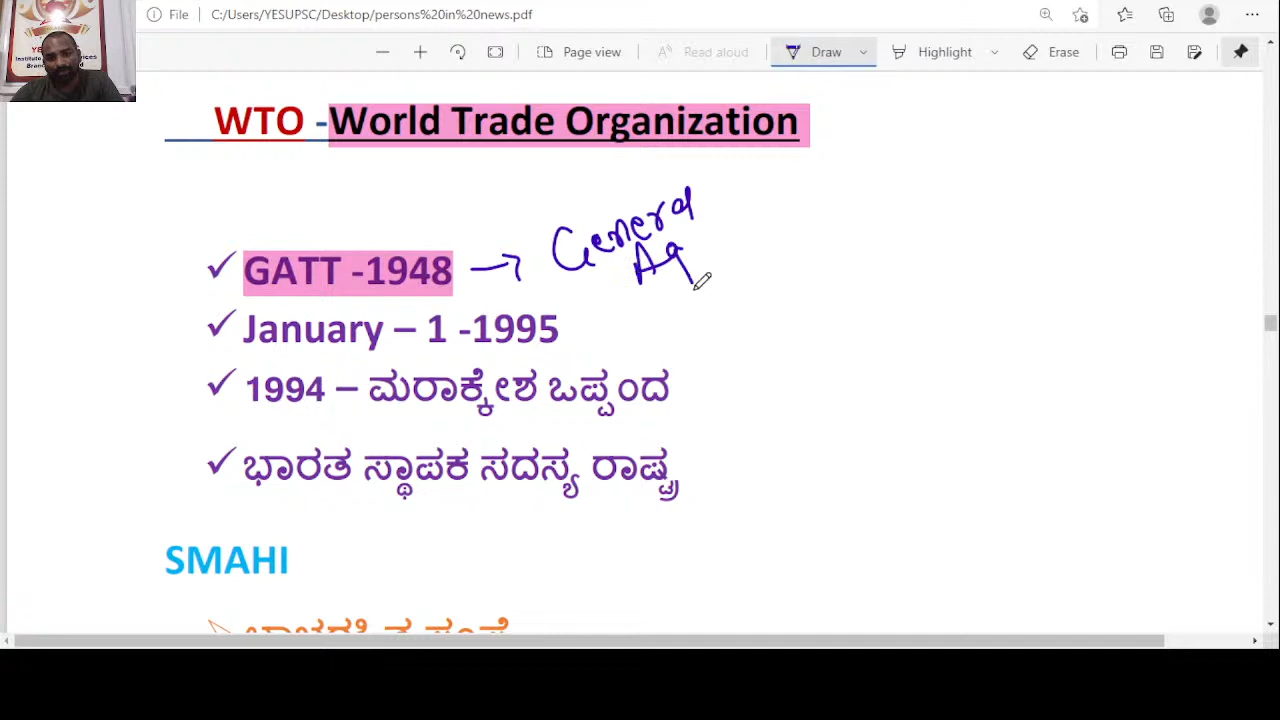 File C:/Users/YESUPSC/Desktop/persons%20in%20news.pdf
Page view Read aloud Draw Highlight Erase
WTO -World Trade Organization
General
Ag
GATT -1948
January – 1 -1995
1994 – ಮರಾಕ್ಕೇಶ ಒಪ್ಪಂದ
ಭಾರತ ಸ್ಥಾಪಕ ಸದಸ್ಯ ರಾಷ್ಟ್ರ
SMAHI